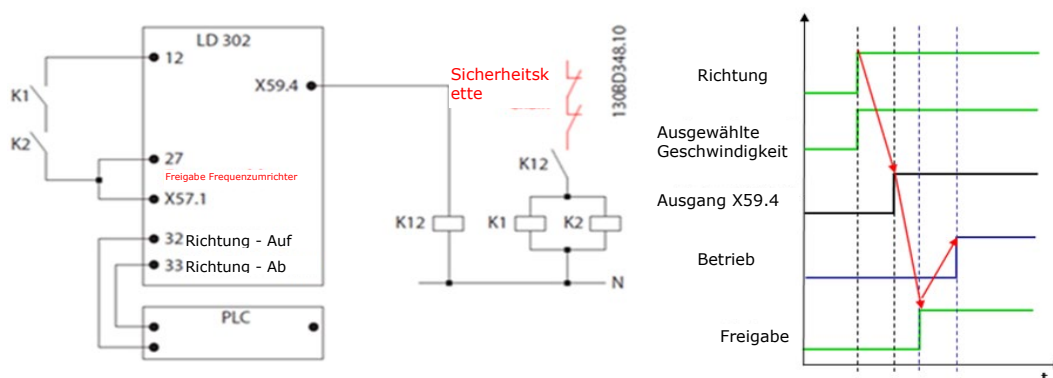 LD 302
12
X59.4
K1
K2
27
Freigabe Frequenzumrichter
X57.1
32 Richtung - Auf
33 Richtung - Ab
PLC
Sicherheitsk
ette
130BD348.10
K12
K12
K1
K2
N
Richtung
Ausgewählte
Geschwindigkeit
Ausgang X59.4
Betrieb
Freigabe
t